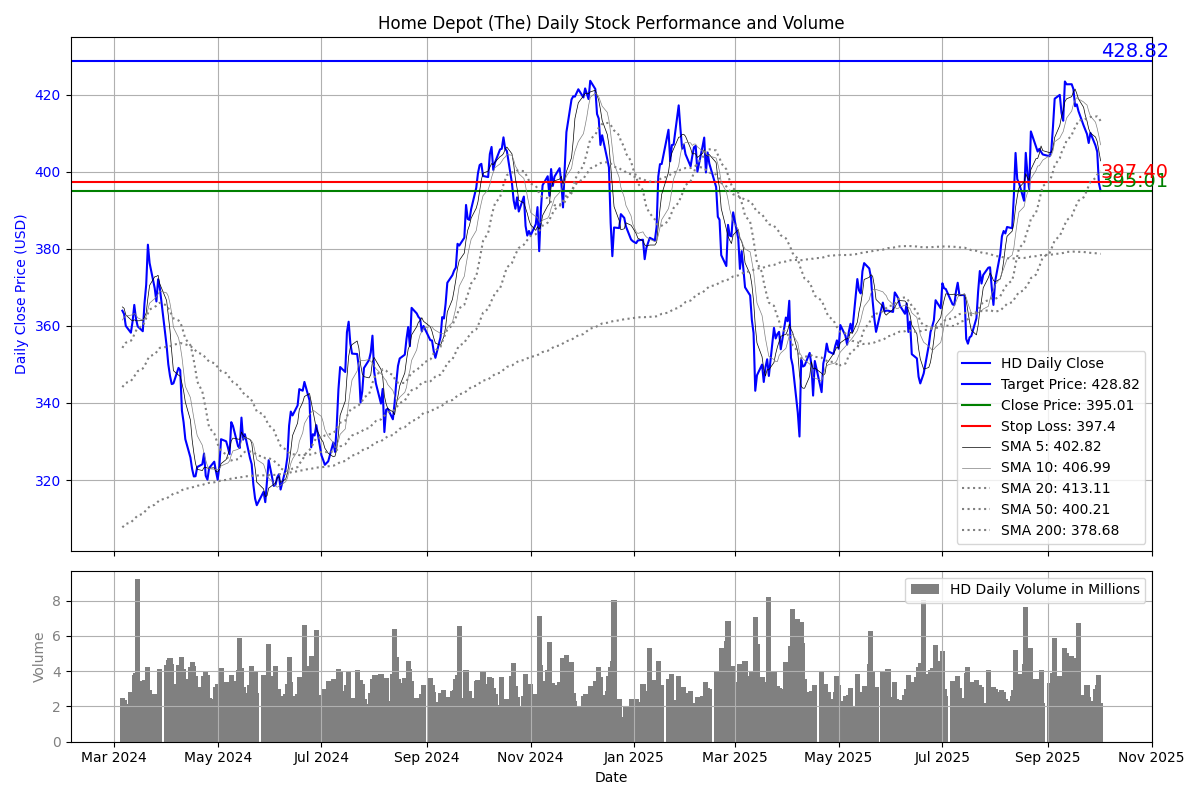 Home Depot (The) Daily Stock Performance and Volume
428.82
397.40
395.01
Daily Close Price (USD)
420
400
380
360
340
320
HD Daily Close
Target Price: 428.82
Close Price: 395.01
Stop Loss: 397.4
SMA 5: 402.82
SMA 10: 406.99
SMA 20: 413.11
SMA 50: 400.21
SMA 200: 378.68
Volume
8
6
4
2
0
HD Daily Volume in Millions
Mar 2024 May 2024 Jul 2024 Sep 2024 Nov 2024 Jan 2025 Mar 2025 May 2025 Jul 2025 Sep 2025 Nov 2025
Date